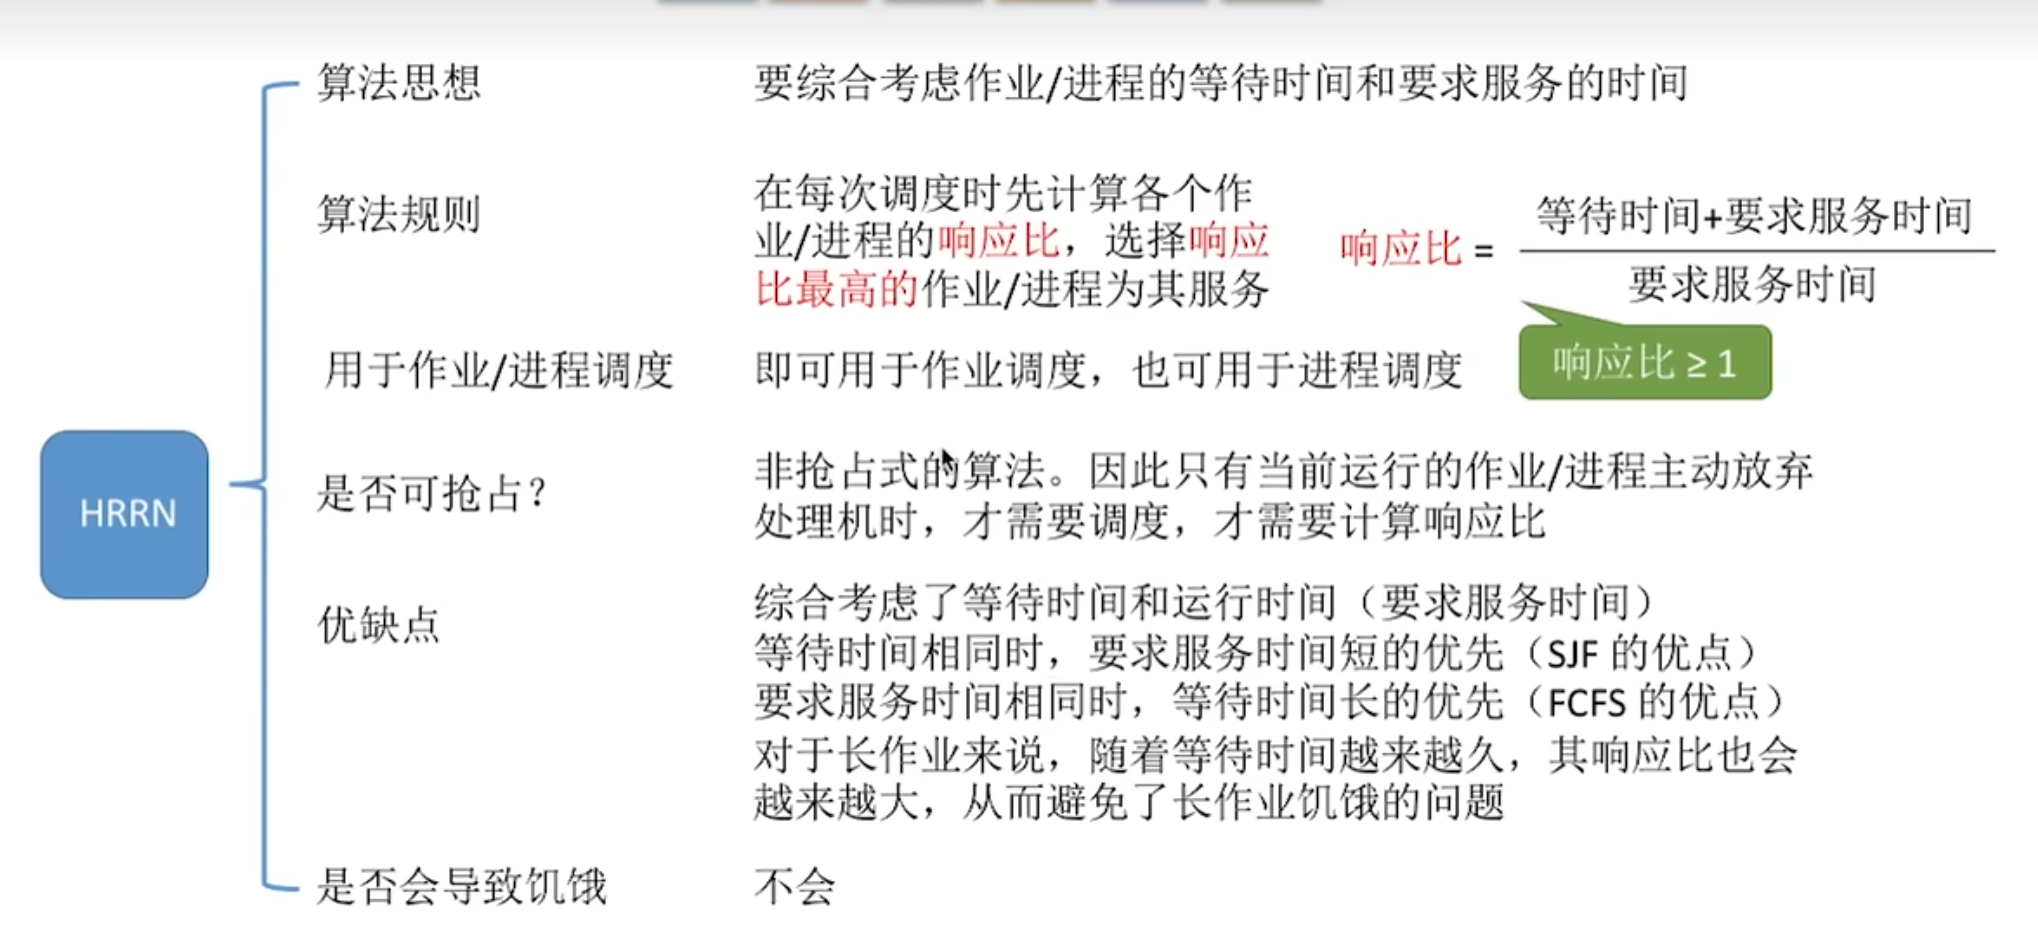 算法思想
要综合考虑作业/进程的等待时间和要求服务的时间
算法规则
在每次调度时先计算各个作
业/进程的响应比，选择响应
比最高的作业/进程为其服务
响应比 =
等待时间+要求服务时间
要求服务时间
响应比 ≥ 1
用于作业/进程调度
即可用于作业调度，也可用于进程调度
HRRN
是否可抢占？
非抢占式的算法。因此只有当前运行的作业/进程主动放弃
处理机时，才需要调度，才需要计算响应比
优缺点
综合考虑了等待时间和运行时间（要求服务时间）
等待时间相同时，要求服务时间短的优先（SJF 的优点）
要求服务时间相同时，等待时间长的优先（FCFS 的优点）
对于长作业来说，随着等待时间越来越久，其响应比也会
越来越大，从而避免了长作业饥饿的问题
是否会导致饥饿
不会